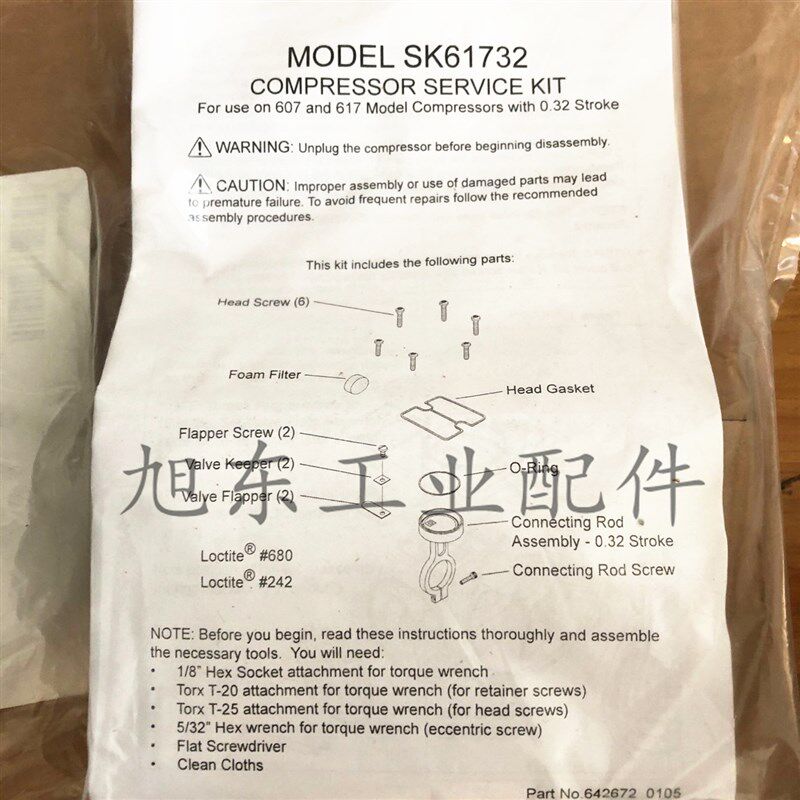 MODEL SK61732
COMPRESSOR SERVICE KIT
For use on 607 and 617 Model Compressors with 0.32 Stroke
WARNING: Unplug the compressor before beginning disassembly.
CAUTION: Improper assembly or use of damaged parts may lead
to premature failure. To avoid frequent repairs follow the recommended
assembly procedures.
This kit includes the following parts:
Head Screw (6)
Foam Filter
Head Gasket
Flapper Screw (2)
Valve Keeper (2)
O-Ring
Valve Flapper (2)
旭东工业配件
Connecting Rod
Assembly - 0.32 Stroke
Connecting Rod Screw
Loctite® #680
Loctite® #242
NOTE: Before you begin, read these instructions thoroughly and assemble
the necessary tools. You will need:
• 1/8" Hex Socket attachment for torque wrench
• Torx T-20 attachment for torque wrench (for retainer screws)
• Torx T-25 attachment for torque wrench (for head screws)
• 5/32" Hex wrench for torque wrench (eccentric screw)
• Flat Screwdriver
• Clean Cloths
Part No.642672 0105